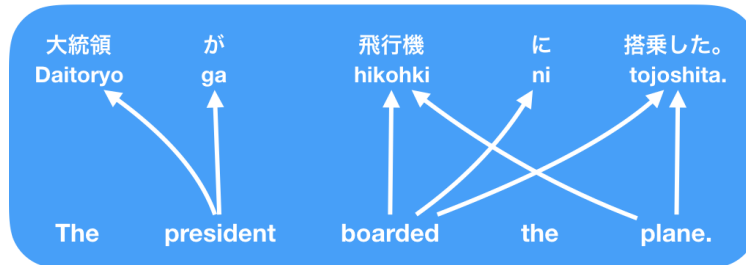 大統領 が 飛行機 に 搭乗した。
Daitoryo ga hikohki ni tojoshita.
The president boarded the plane.